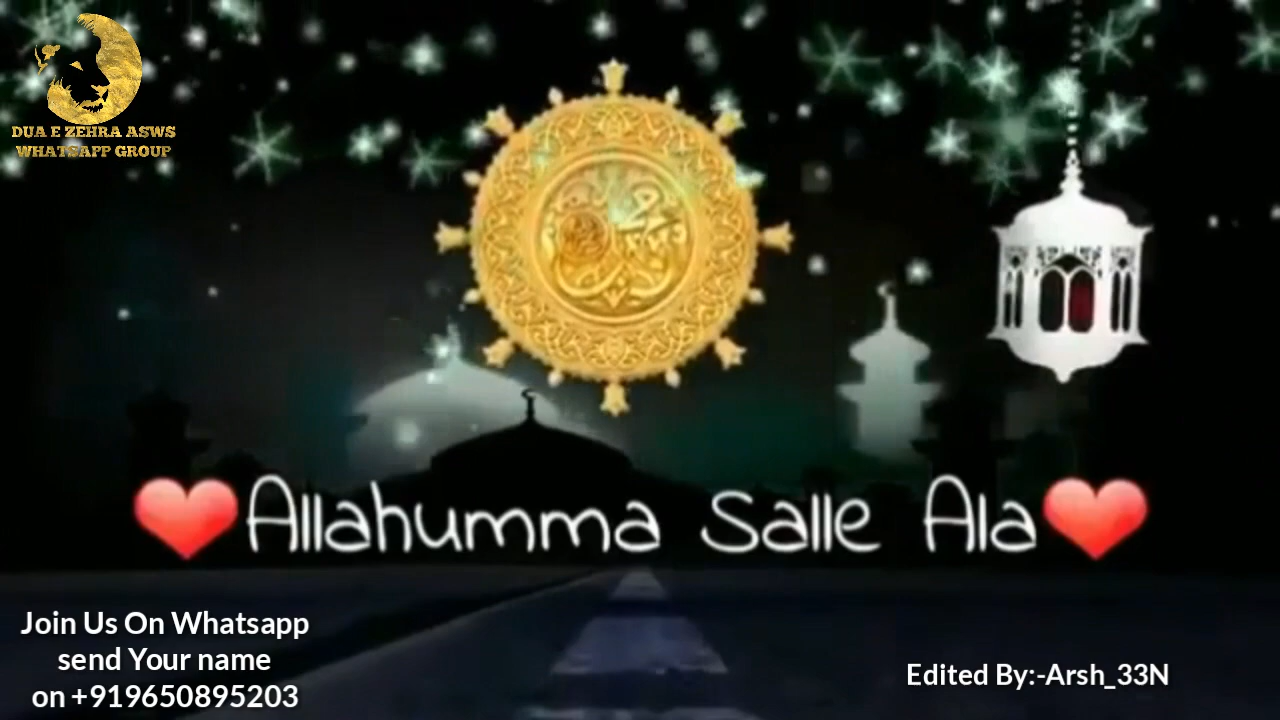 DUA E ZEHRA ASWS
WHATSAPP GROUP
❤Allahumma Salle Ala❤
Join Us On Whatsapp
send Your name
on +919650895203
Edited By:-Arsh_33N